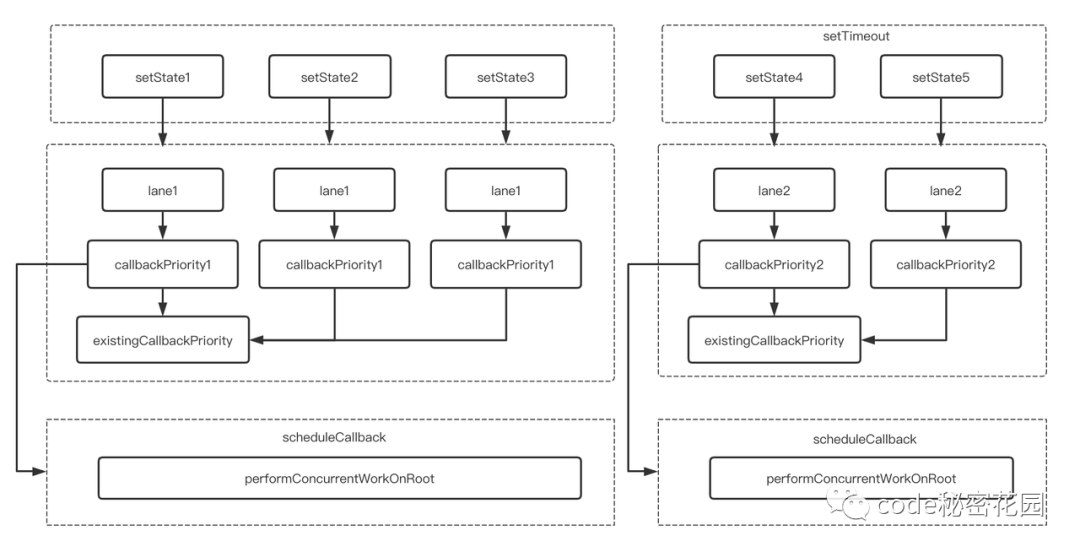 setTimeout
setState1 setState2 setState3 setState4 setState5
lane1 lane1 lane1 lane2 lane2
callbackPriority1 callbackPriority1 callbackPriority1 callbackPriority2 callbackPriority2
existingCallbackPriority existingCallbackPriority
scheduleCallback scheduleCallback
performConcurrentWorkOnRoot performConcurrentWorkOnRoot
code秘密花园